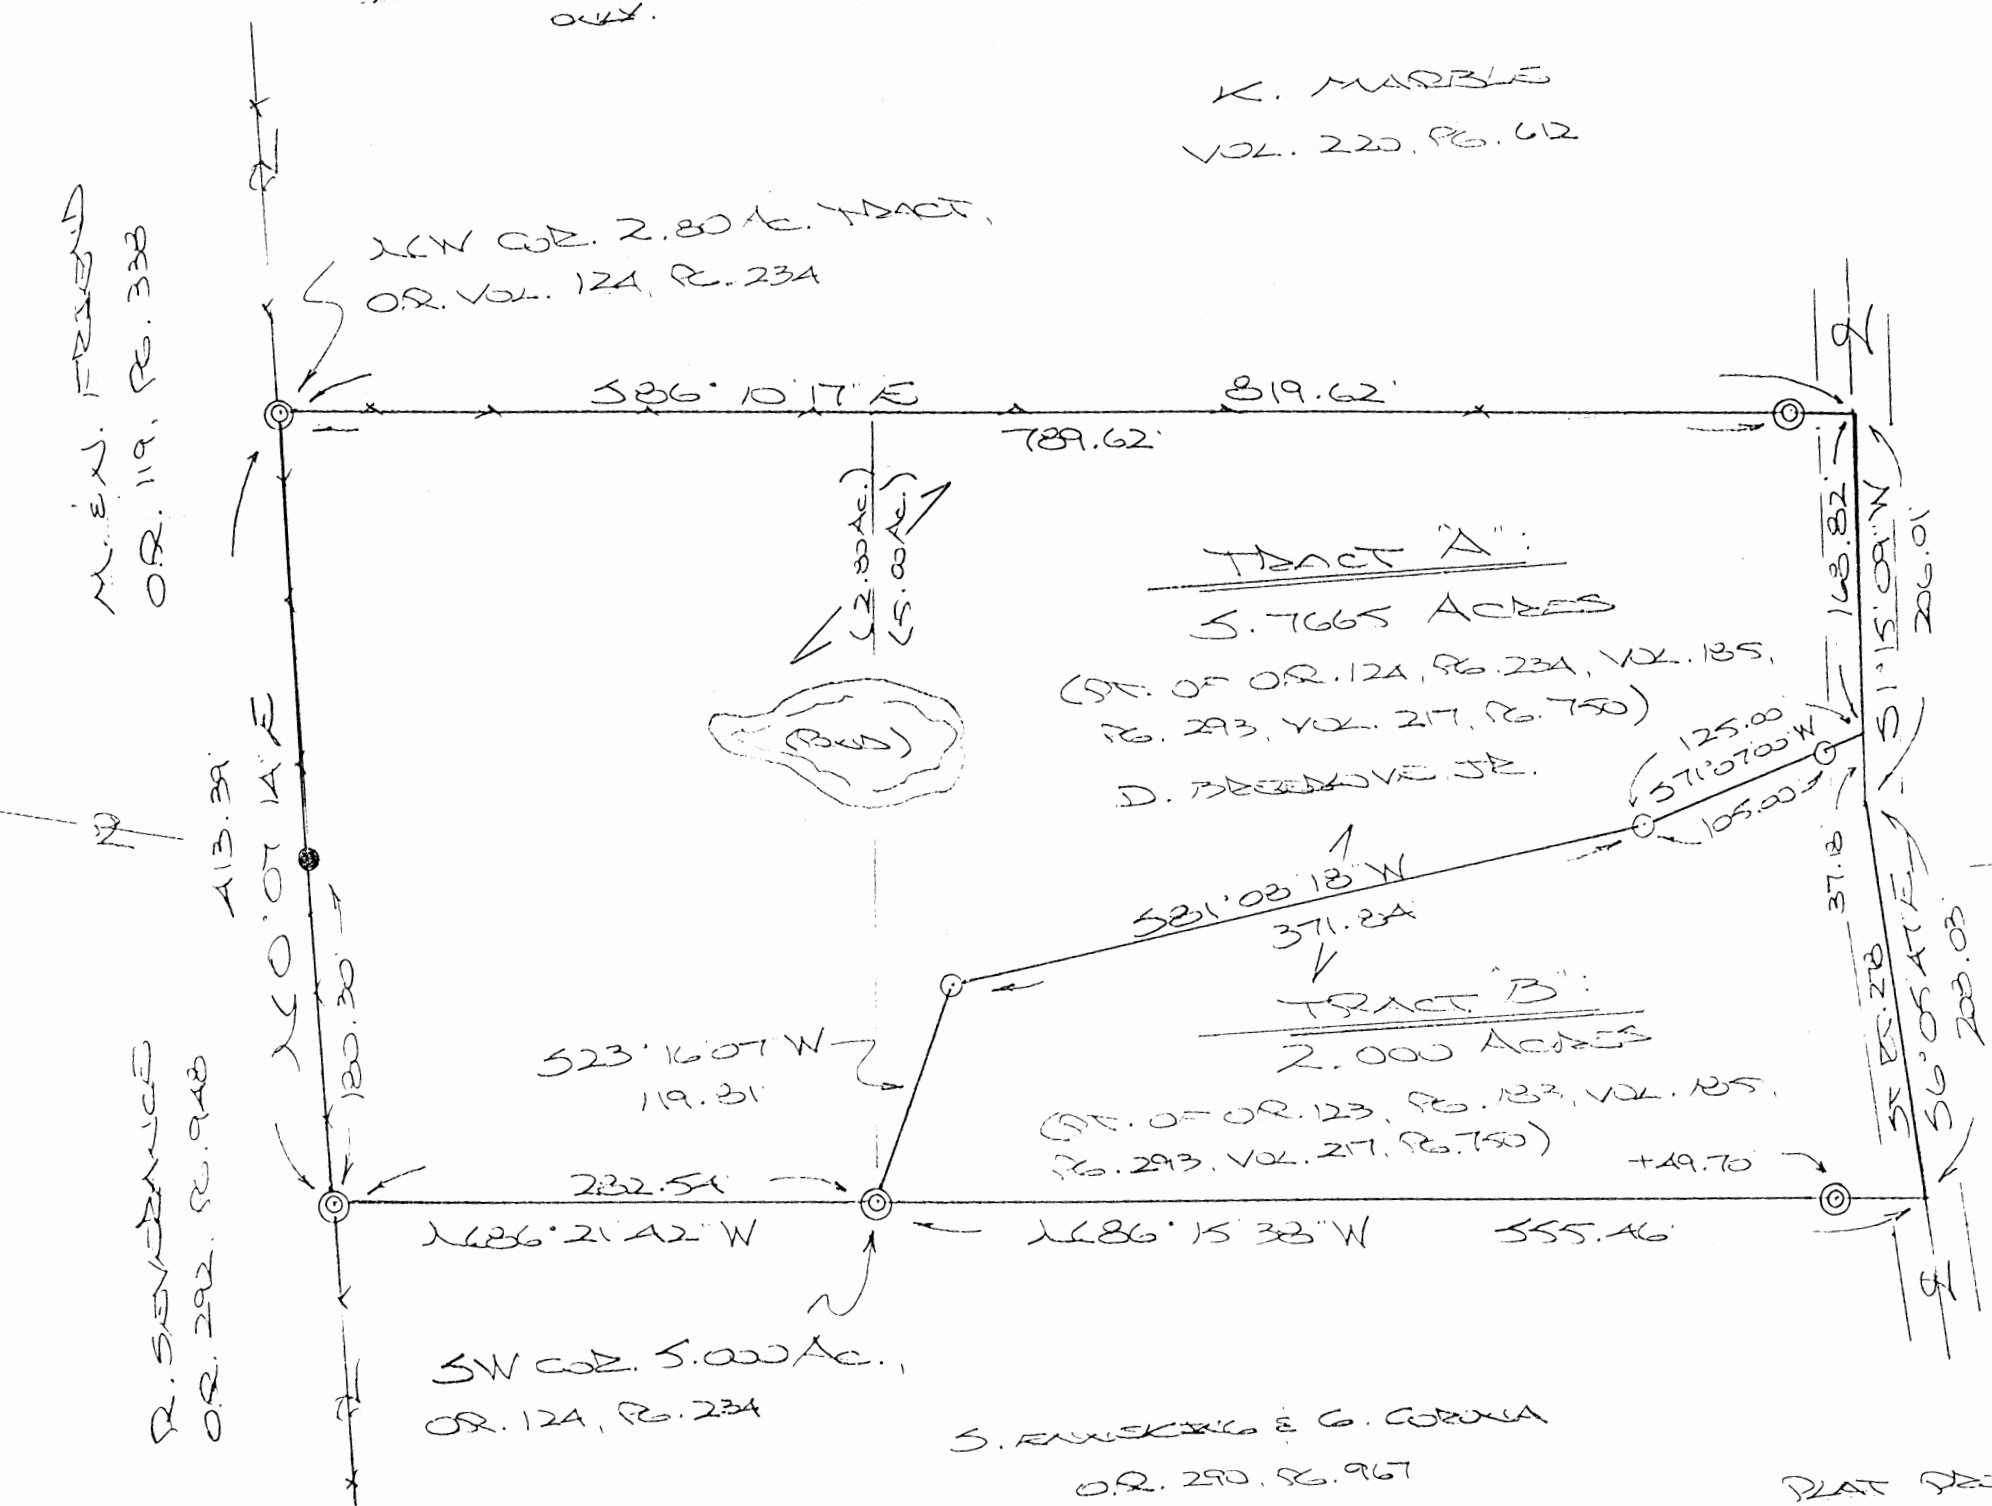 ONLY.
K. MARBLE
VOL. 220, PG. 612
NW COR. 2.80 AC. TRACT,
O.R. VOL. 124, PG. 234
M. & N. FRIEND
O.R. 119, PG. 338
S86° 10' 17" E
819.62'
789.62'
(2.80 AC.)
(5.00 AC.)
TRACT "A":
5.7665 ACRES
(PT. OF O.R. 124, PG. 234, VOL. 185,
PG. 293, VOL. 217, PG. 750)
D. JR.
168.82'
S1° 15' 09" W
206.01'
(POND)
125.00
S71° 07' 00" W
105.00
37.18
N0° 07' 14" E
413.39'
180.30'
S81° 08' 18" W
371.84'
TRACT "B":
2.000 ACRES
(PT. OF O.R. 123, PG. VOL. 185,
PG. 293, VOL. 217, PG. 750)
S6° 05' 47" E
203.03'
S23° 16' 07" W
119.81'
+49.70'
232.54'
N86° 21' 42" W
N86° 15' 38" W
555.46'
R. SEVERANCE
O.R. 292, PG. 948
SW COR. 5.000 AC.,
O.R. 124, PG. 234
S. & G. CORONA
O.R. 290, PG. 967
PLAT